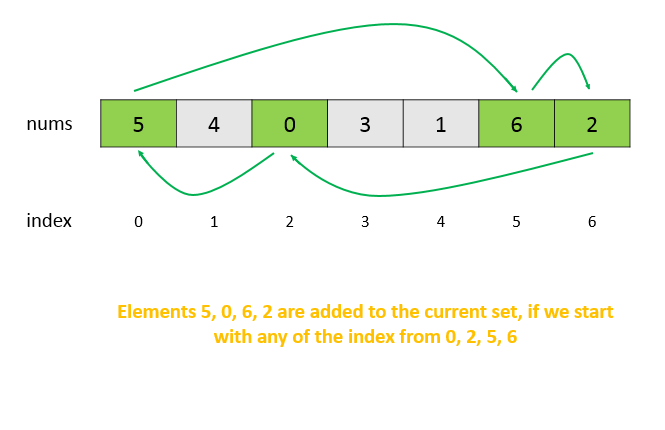 nums 5 4 0 3 1 6 2
index 0 1 2 3 4 5 6
Elements 5, 0, 6, 2 are added to the current set, if we start
with any of the index from 0, 2, 5, 6